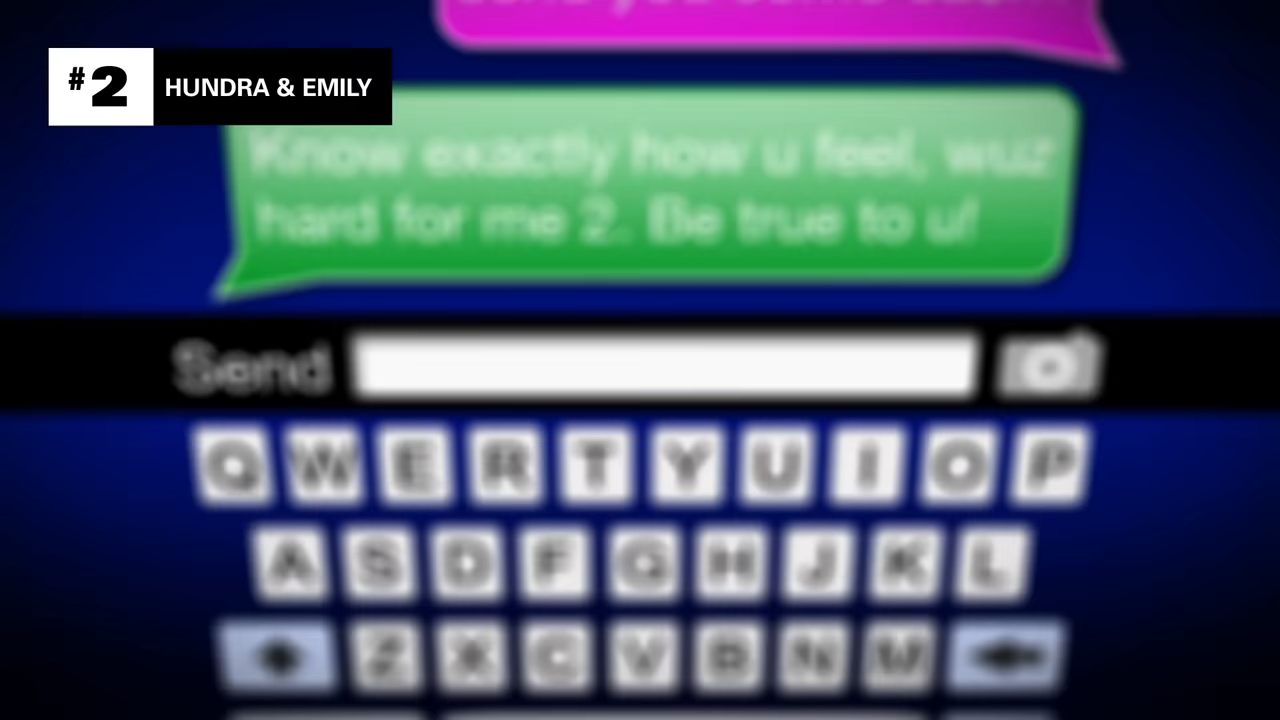 #2 HUNDRA & EMILY
Know exactly how u feel, wuz
hard for me 2. Be true to u!
Send
Q W E R T Y U I O P
A S D F G H J K L
Z X C V B N M